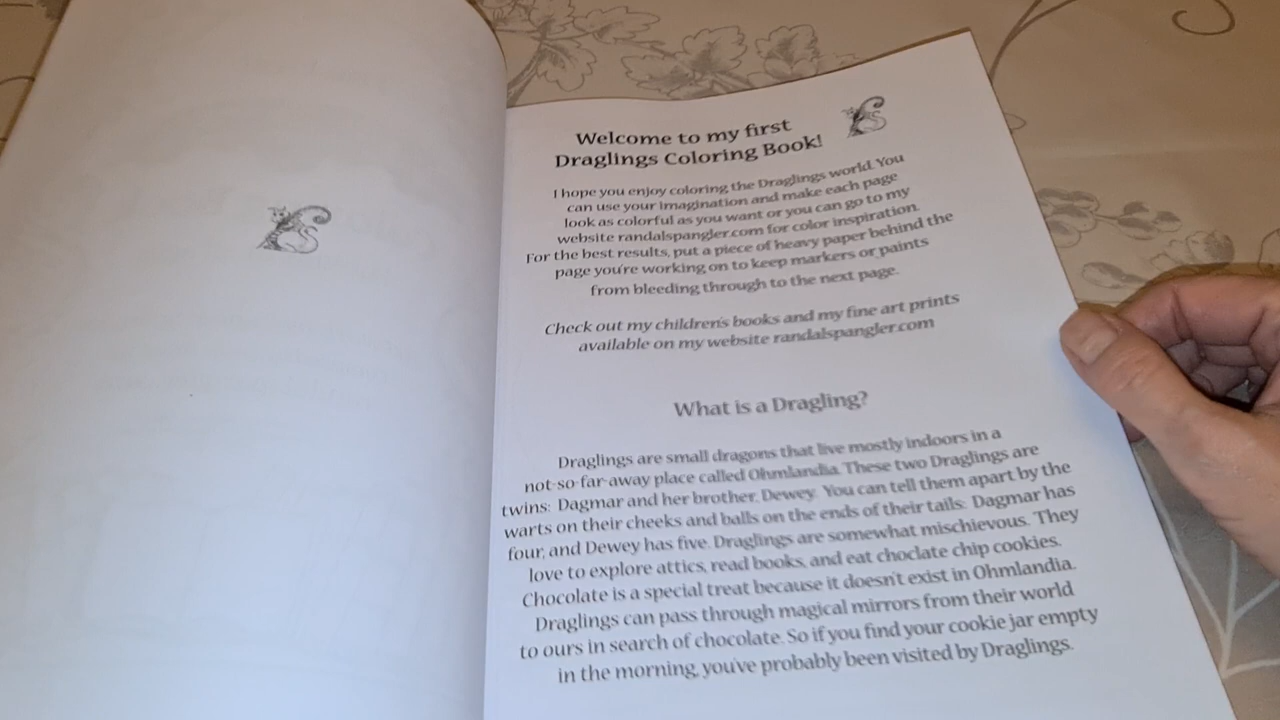 Welcome to my first
Draglings Coloring Book!
I hope you enjoy coloring the Draglings world. You
can use your imagination and make each page
look as colorful as you want or you can go to my
website randalspangler.com for color inspiration.
For the best results, put a piece of heavy paper behind the
page you're working on to keep markers or paints
from bleeding through to the next page.
Check out my children's books and my fine art prints
available on my website randalspangler.com
What is a Dragling?
Draglings are small dragons that live mostly indoors in a
not-so-far-away place called Ohmlandia. These two Draglings are
twins: Dagmar and her brother, Dewey. You can tell them apart by the
warts on their cheeks and balls on the ends of their tails: Dagmar has
four, and Dewey has five. Draglings are somewhat mischievous. They
love to explore attics, read books, and eat choclate chip cookies.
Chocolate is a special treat because it doesn't exist in Ohmlandia.
Draglings can pass through magical mirrors from their world
to ours in search of chocolate. So if you find your cookie jar empty
in the morning, you've probably been visited by Draglings.